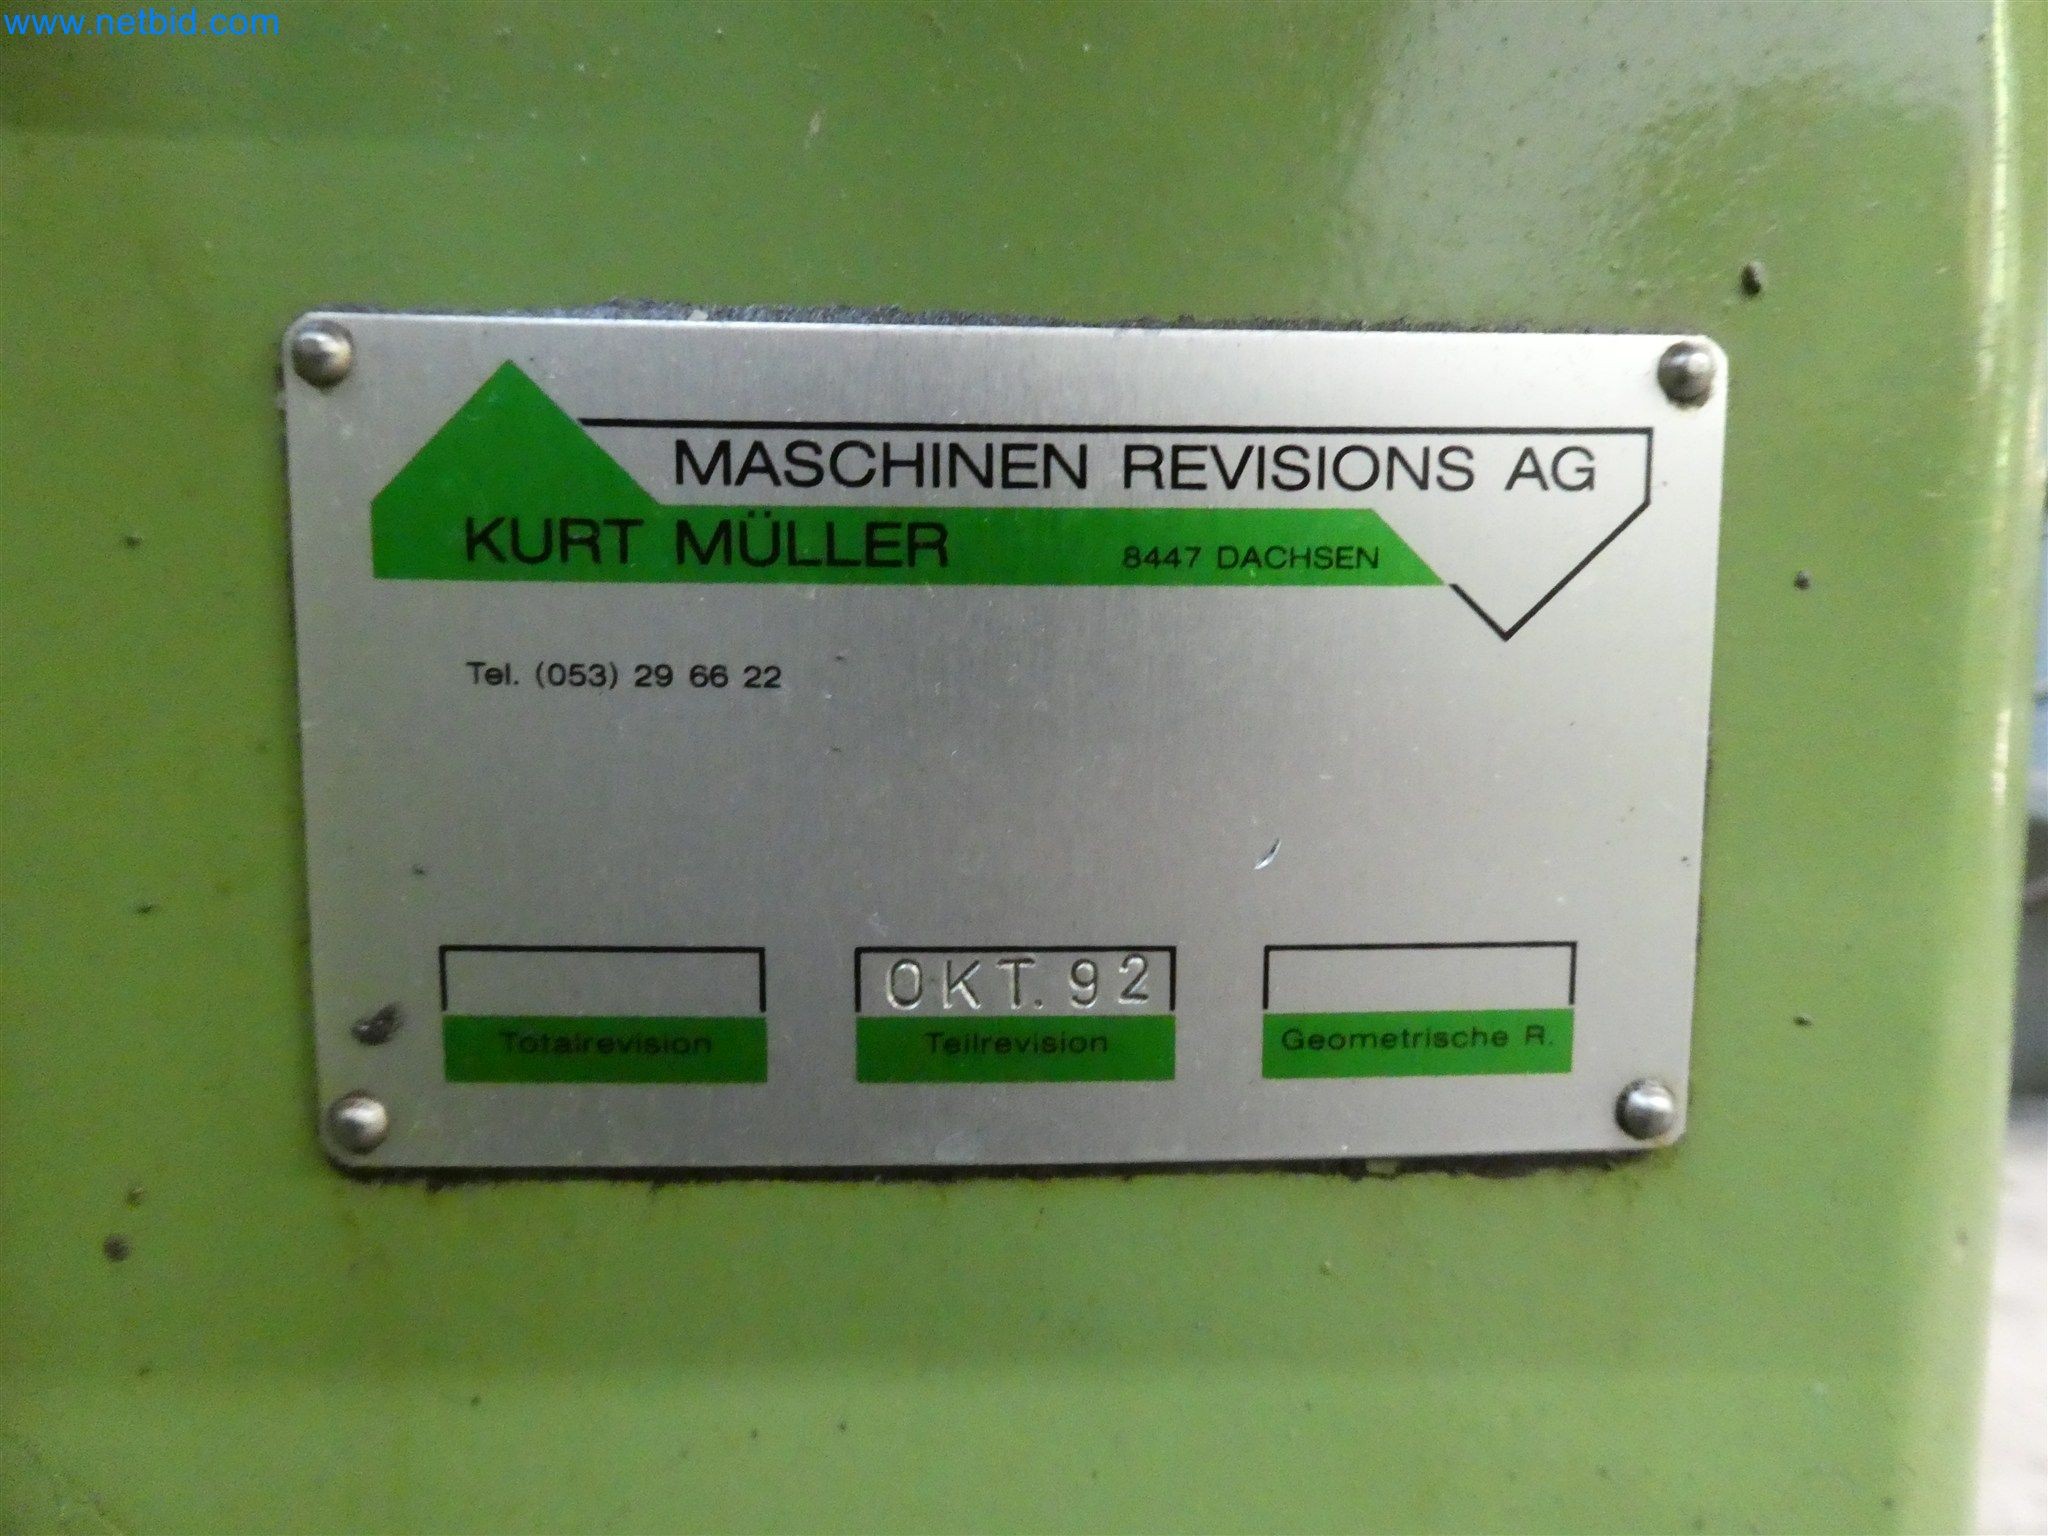 www.netbid.com
MASCHINEN REVISIONS AG
KURT MÜLLER 8447 DACHSEN
Tel. (053) 29 66 22
OKT. 92
Totalrevision Teilrevision Geometrische R.